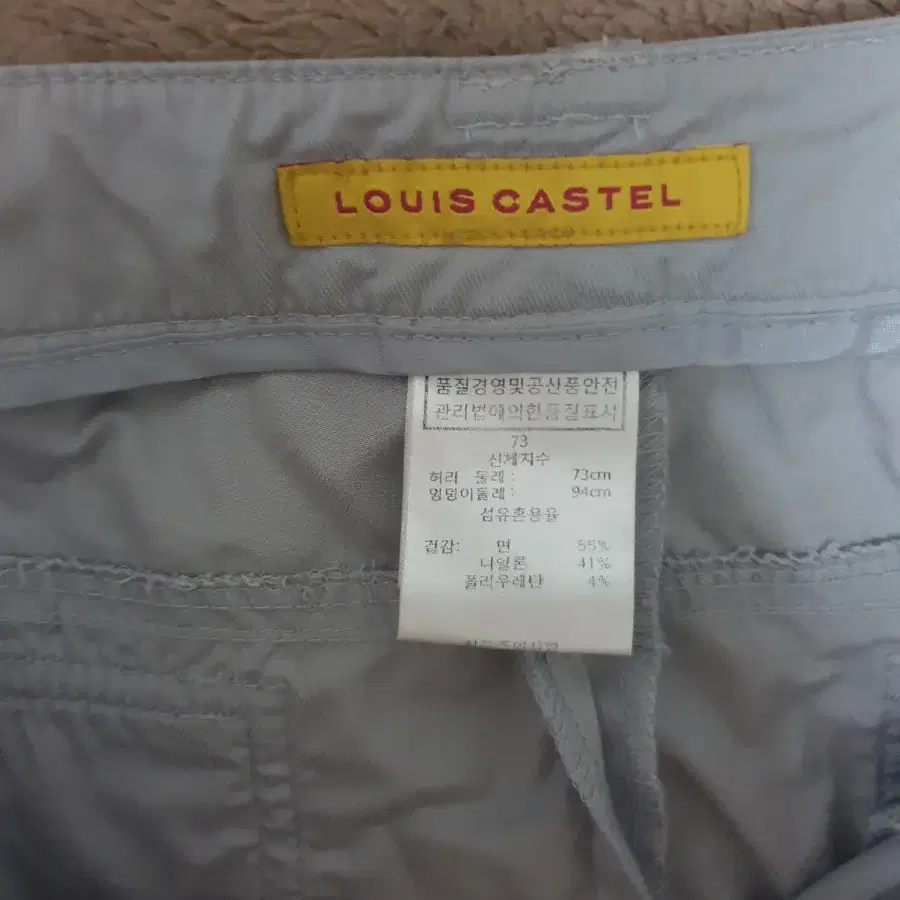 LOUIS CASTEL
품질경영및공산품안전
관리법에의한품질표시
73
신체치수
허리 둘레 : 73cm
엉덩이둘레 : 94cm
섬유혼용율
겉감: 면 55%
나일론 41%
폴리우레탄 4%